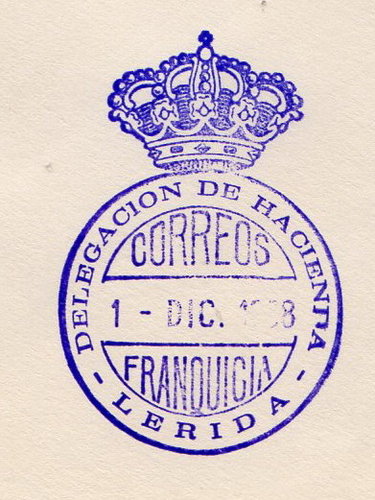 DELEGACION DE HACIENDA
CORREOS
1 - DIC.
FRANQUICIA
- LERIDA -